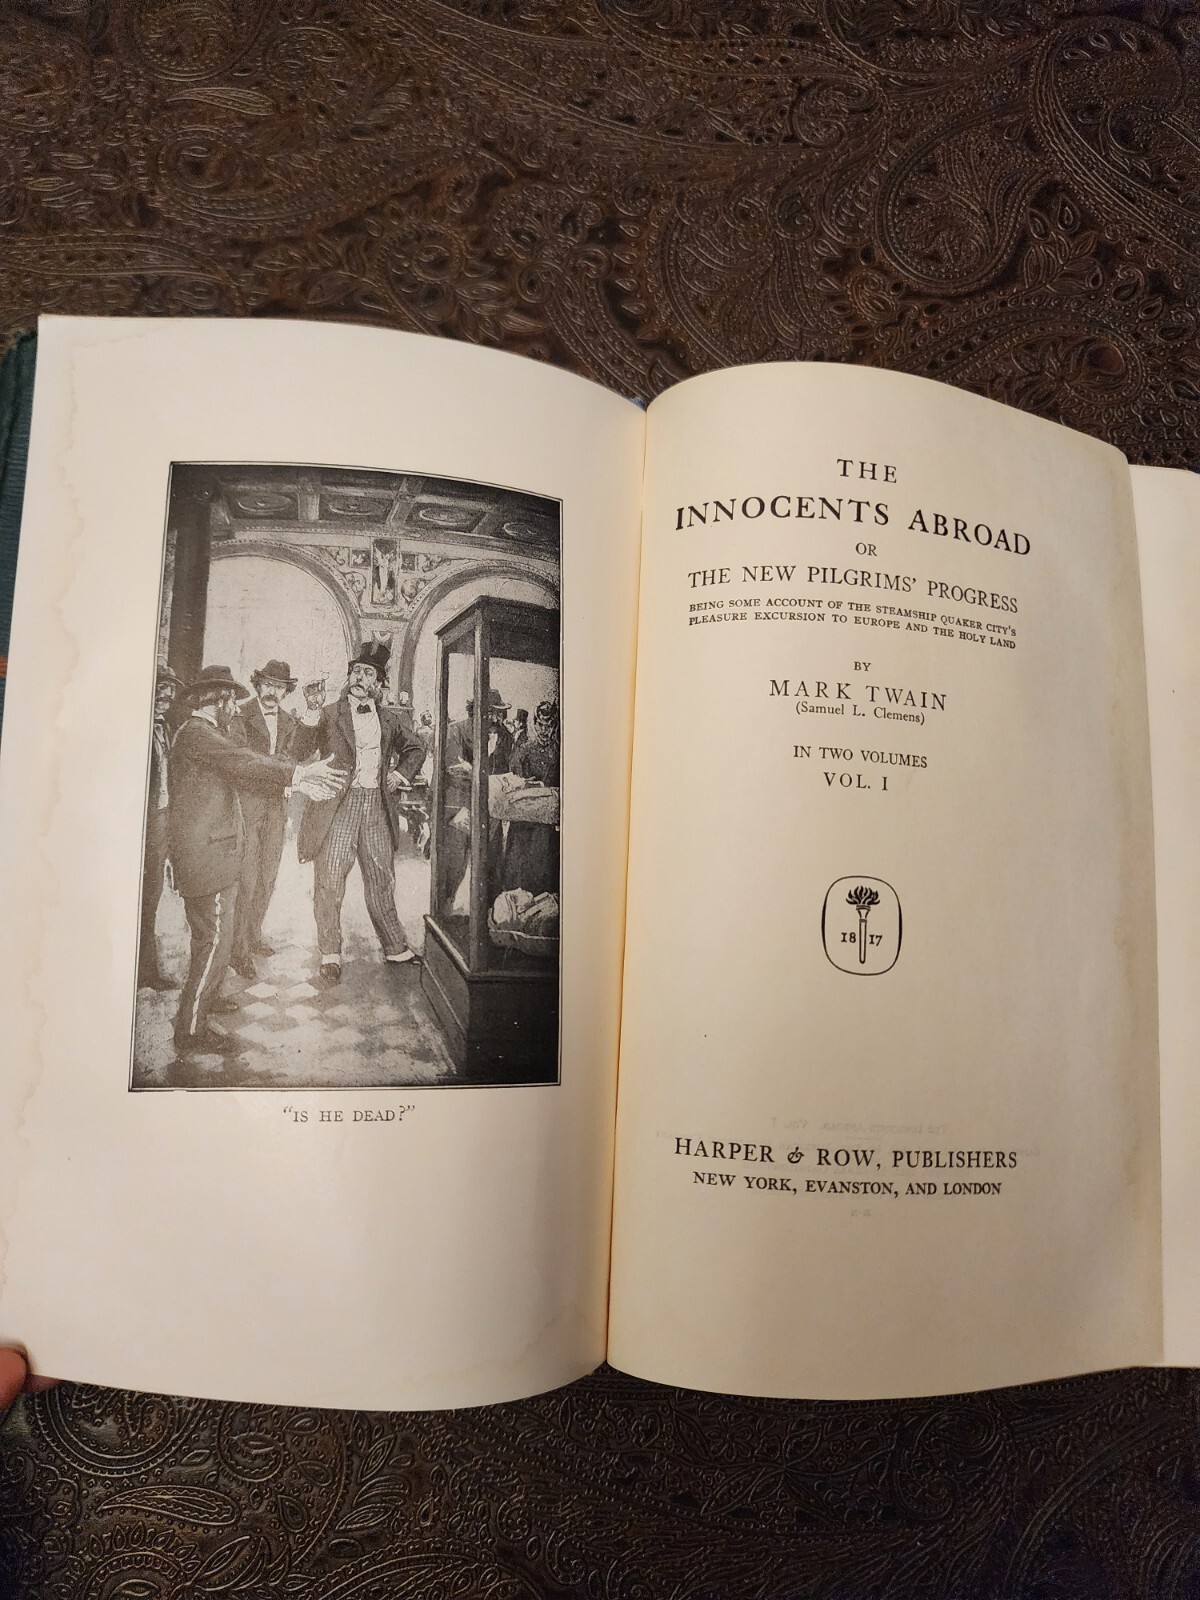 "IS HE DEAD?"
THE
INNOCENTS ABROAD
OR
THE NEW PILGRIMS' PROGRESS
BEING SOME ACCOUNT OF THE STEAMSHIP QUAKER CITY'S
PLEASURE EXCURSION TO EUROPE AND THE HOLY LAND
BY
MARK TWAIN
(Samuel L. Clemens)
IN TWO VOLUMES
VOL. I
18 17
HARPER & ROW, PUBLISHERS
NEW YORK, EVANSTON, AND LONDON